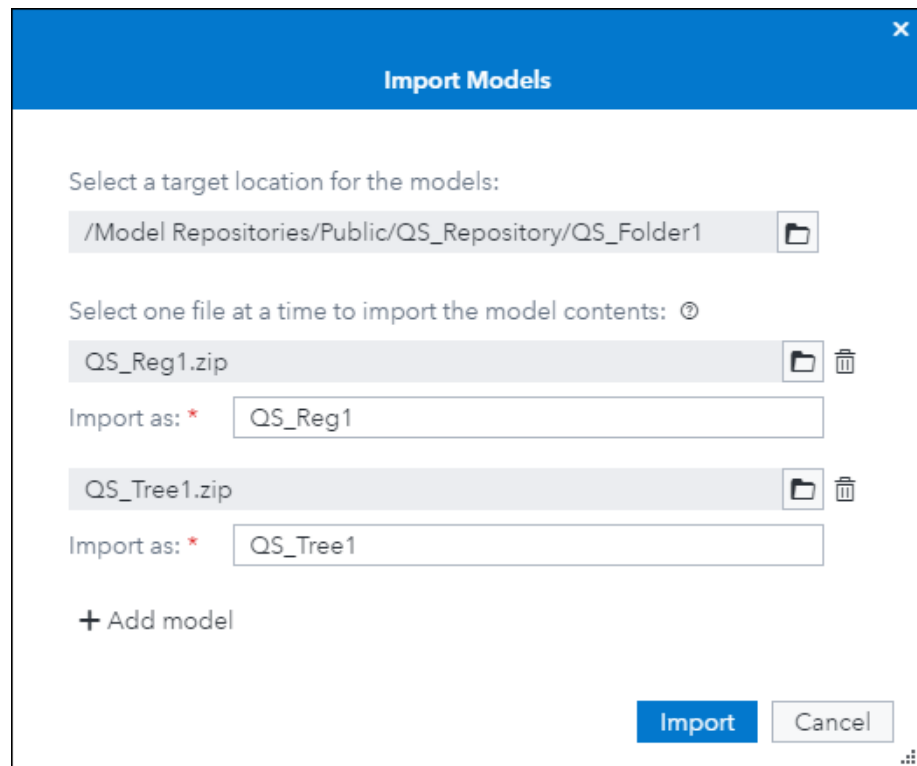 Import Models
Select a target location for the models:
/Model Repositories/Public/QS_Repository/QS_Folder1
Select one file at a time to import the model contents:
QS_Reg1.zip
Import as: * QS_Reg1
QS_Tree1.zip
Import as: * QS_Tree1
+ Add model
Import Cancel